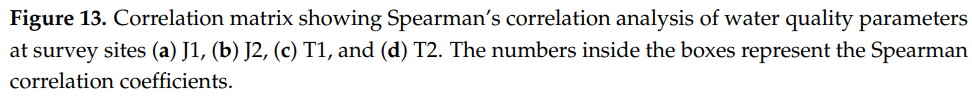 Figure 13. Correlation matrix showing Spearman’s correlation analysis of water quality parameters
at survey sites (a) J1, (b) J2, (c) T1, and (d) T2. The numbers inside the boxes represent the Spearman
correlation coefficients.